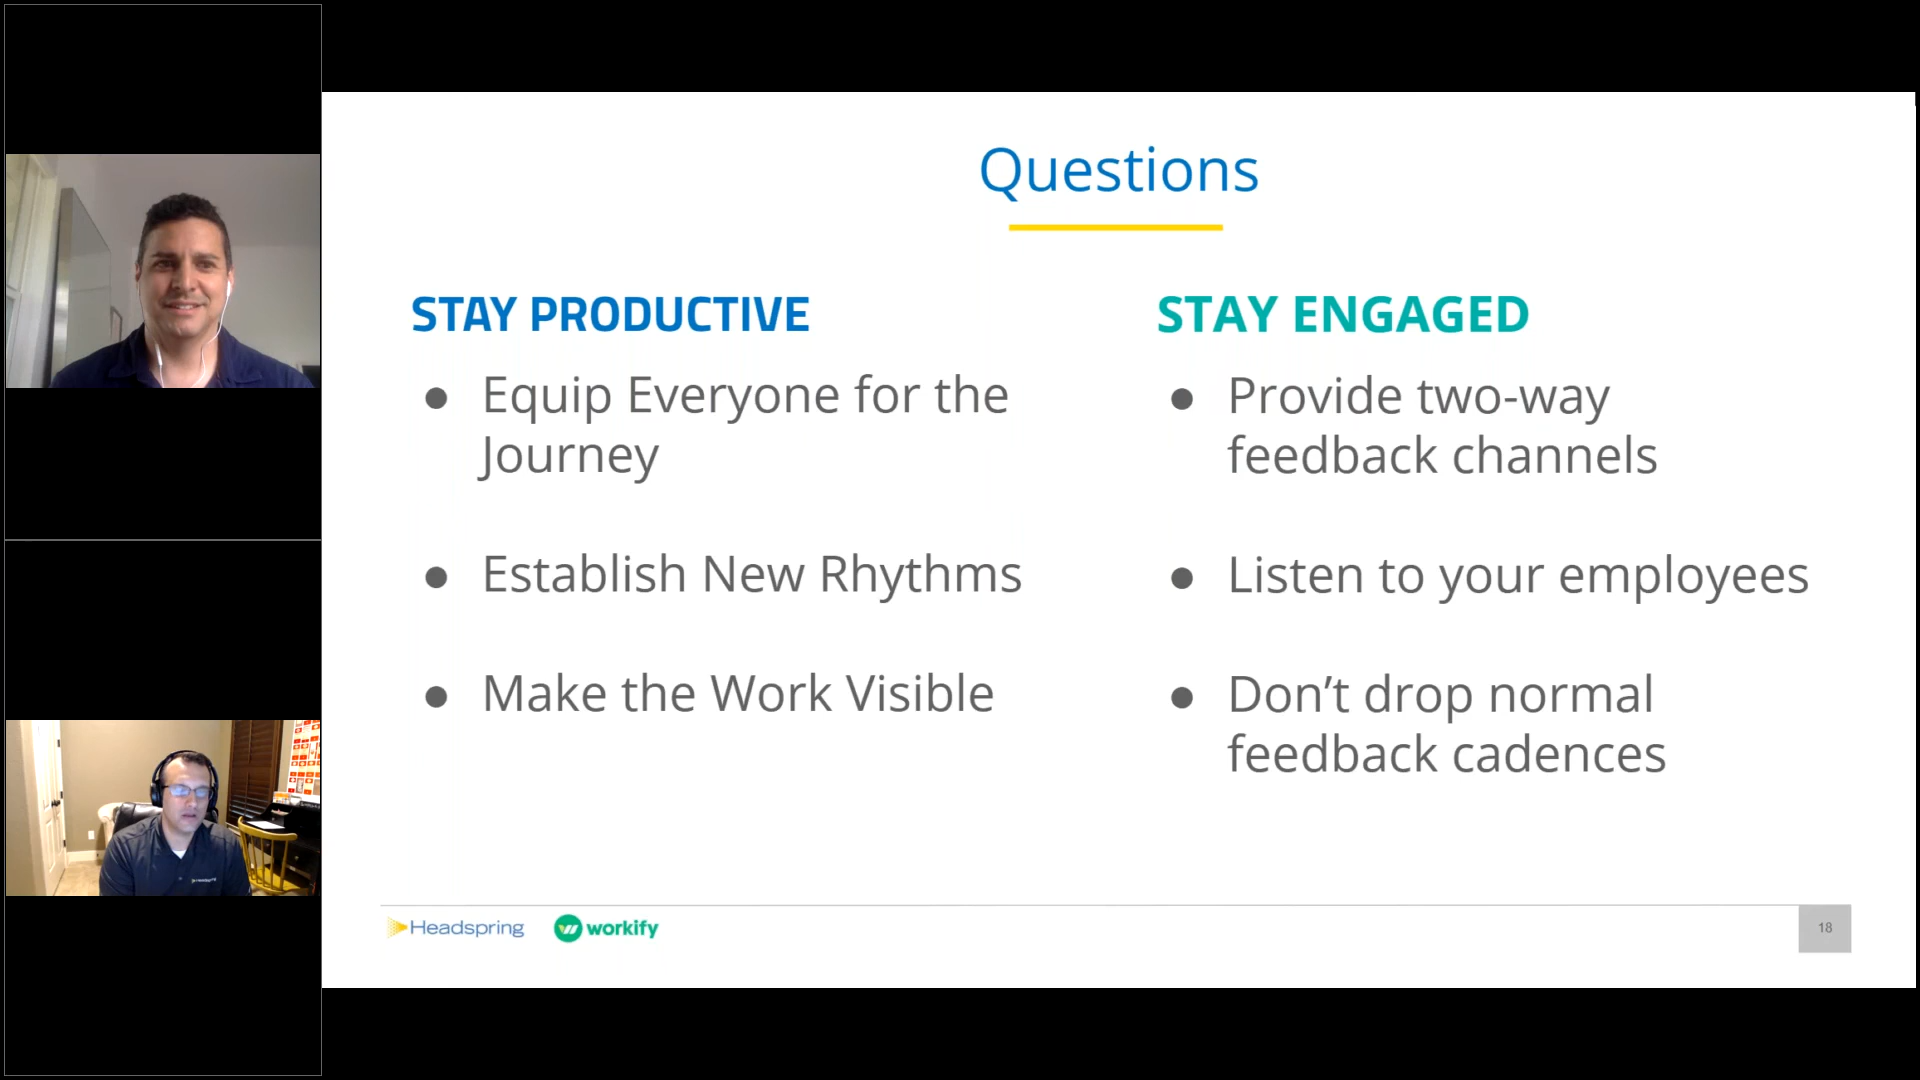 Questions
STAY PRODUCTIVE
● Equip Everyone for the
Journey
● Establish New Rhythms
● Make the Work Visible
STAY ENGAGED
● Provide two-way
feedback channels
● Listen to your employees
● Don’t drop normal
feedback cadences
Headspring
workify
18